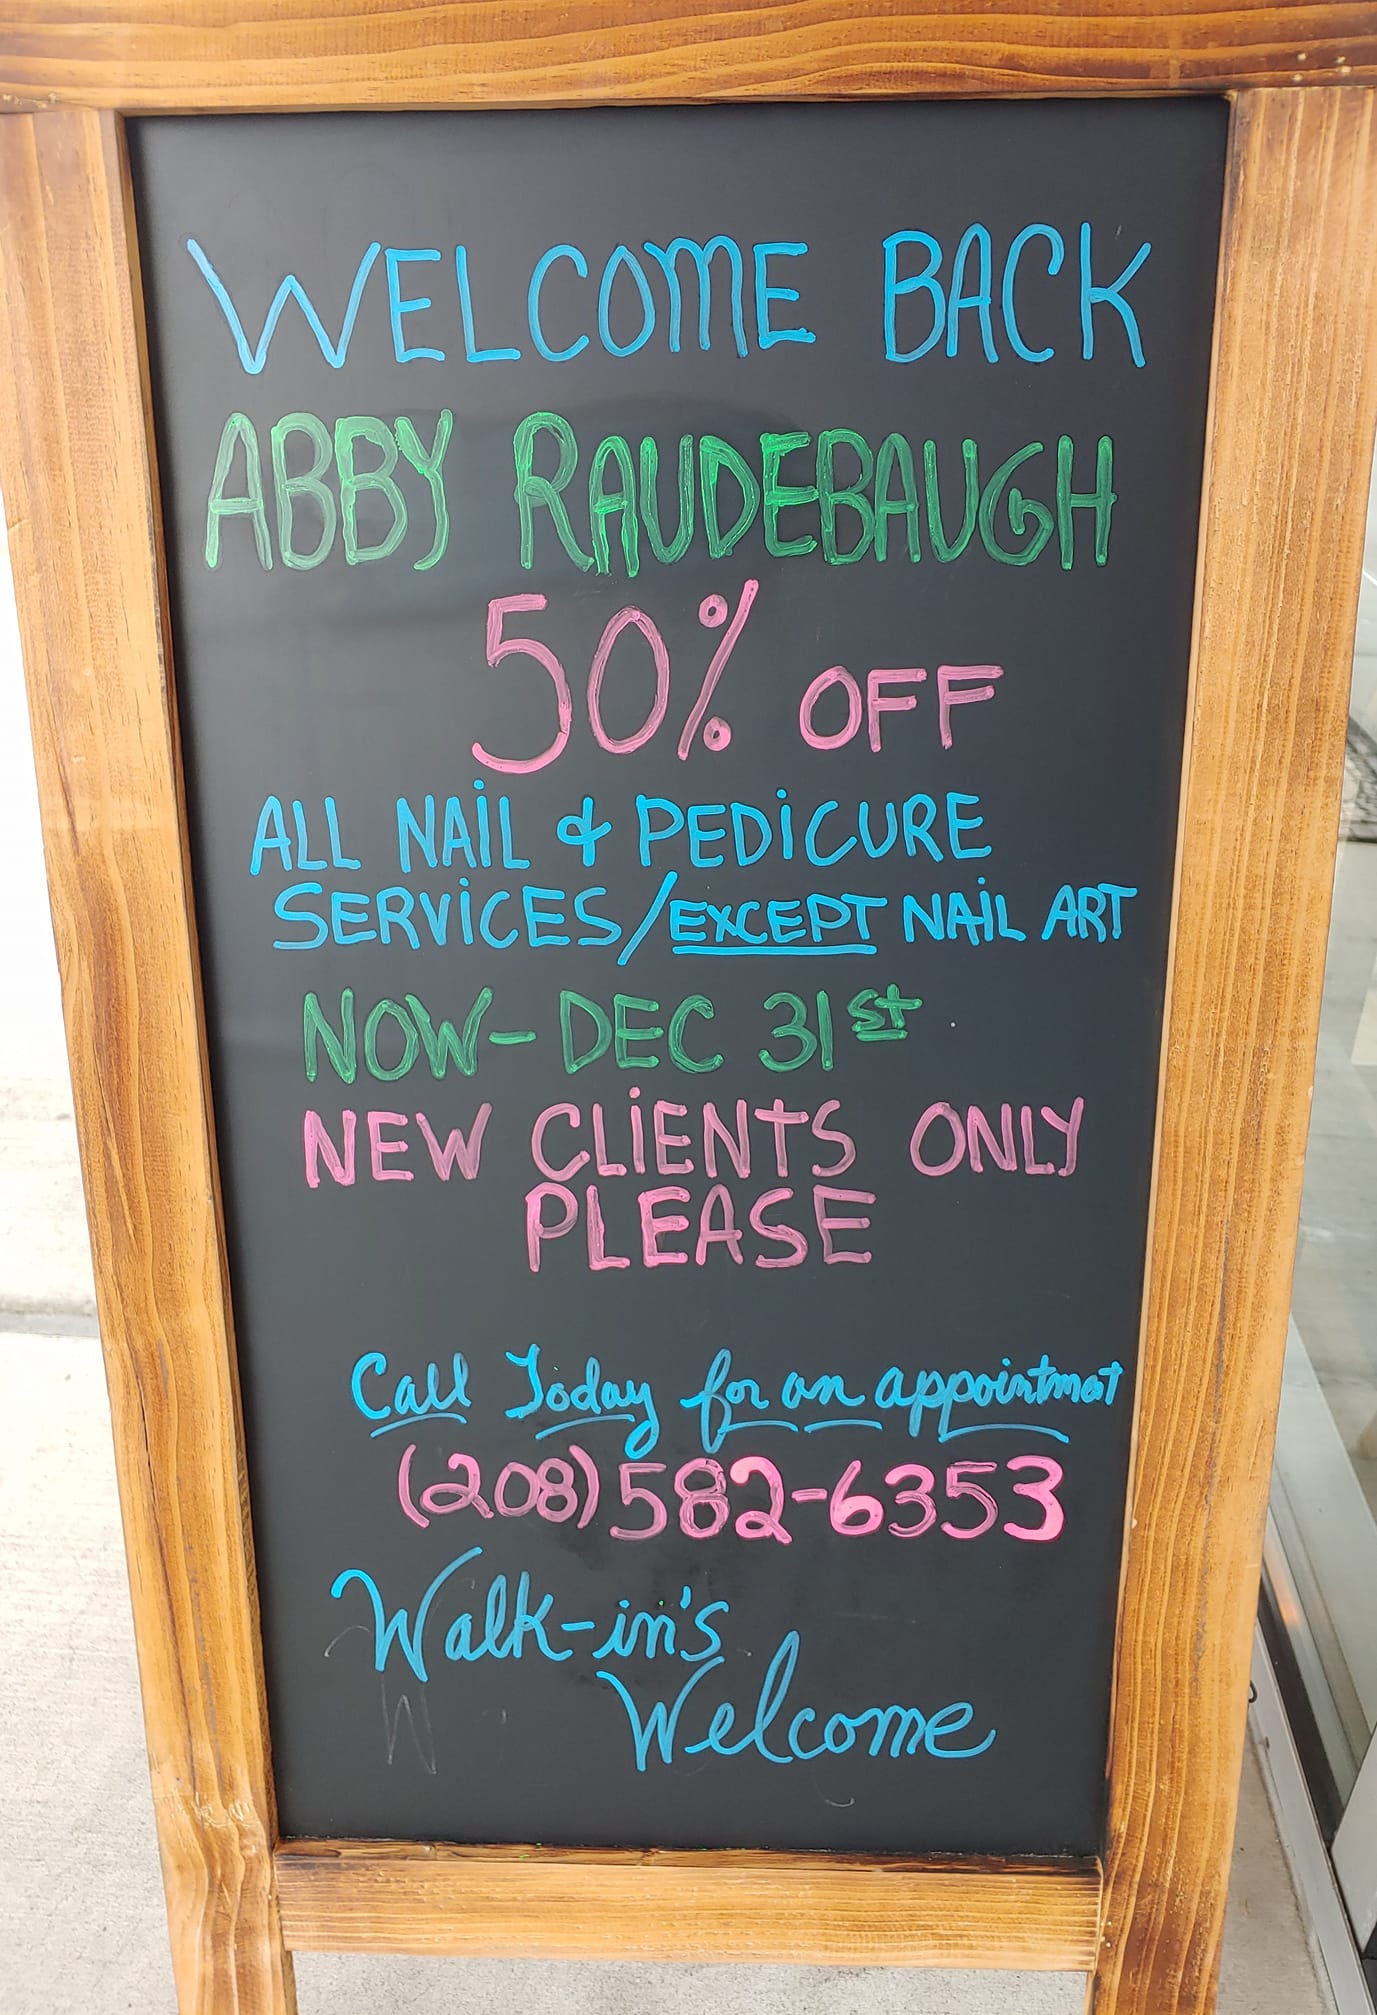 WELCOME BACK
ABBY RAUDEBAUGH
50% OFF
ALL NAIL & PEDICURE
SERVICES/EXCEPT NAIL ART
NOW-DEC 31st
NEW CLIENTS ONLY
PLEASE
Call Today for an appointment
(208)582-6353
Walk-in's
Welcome